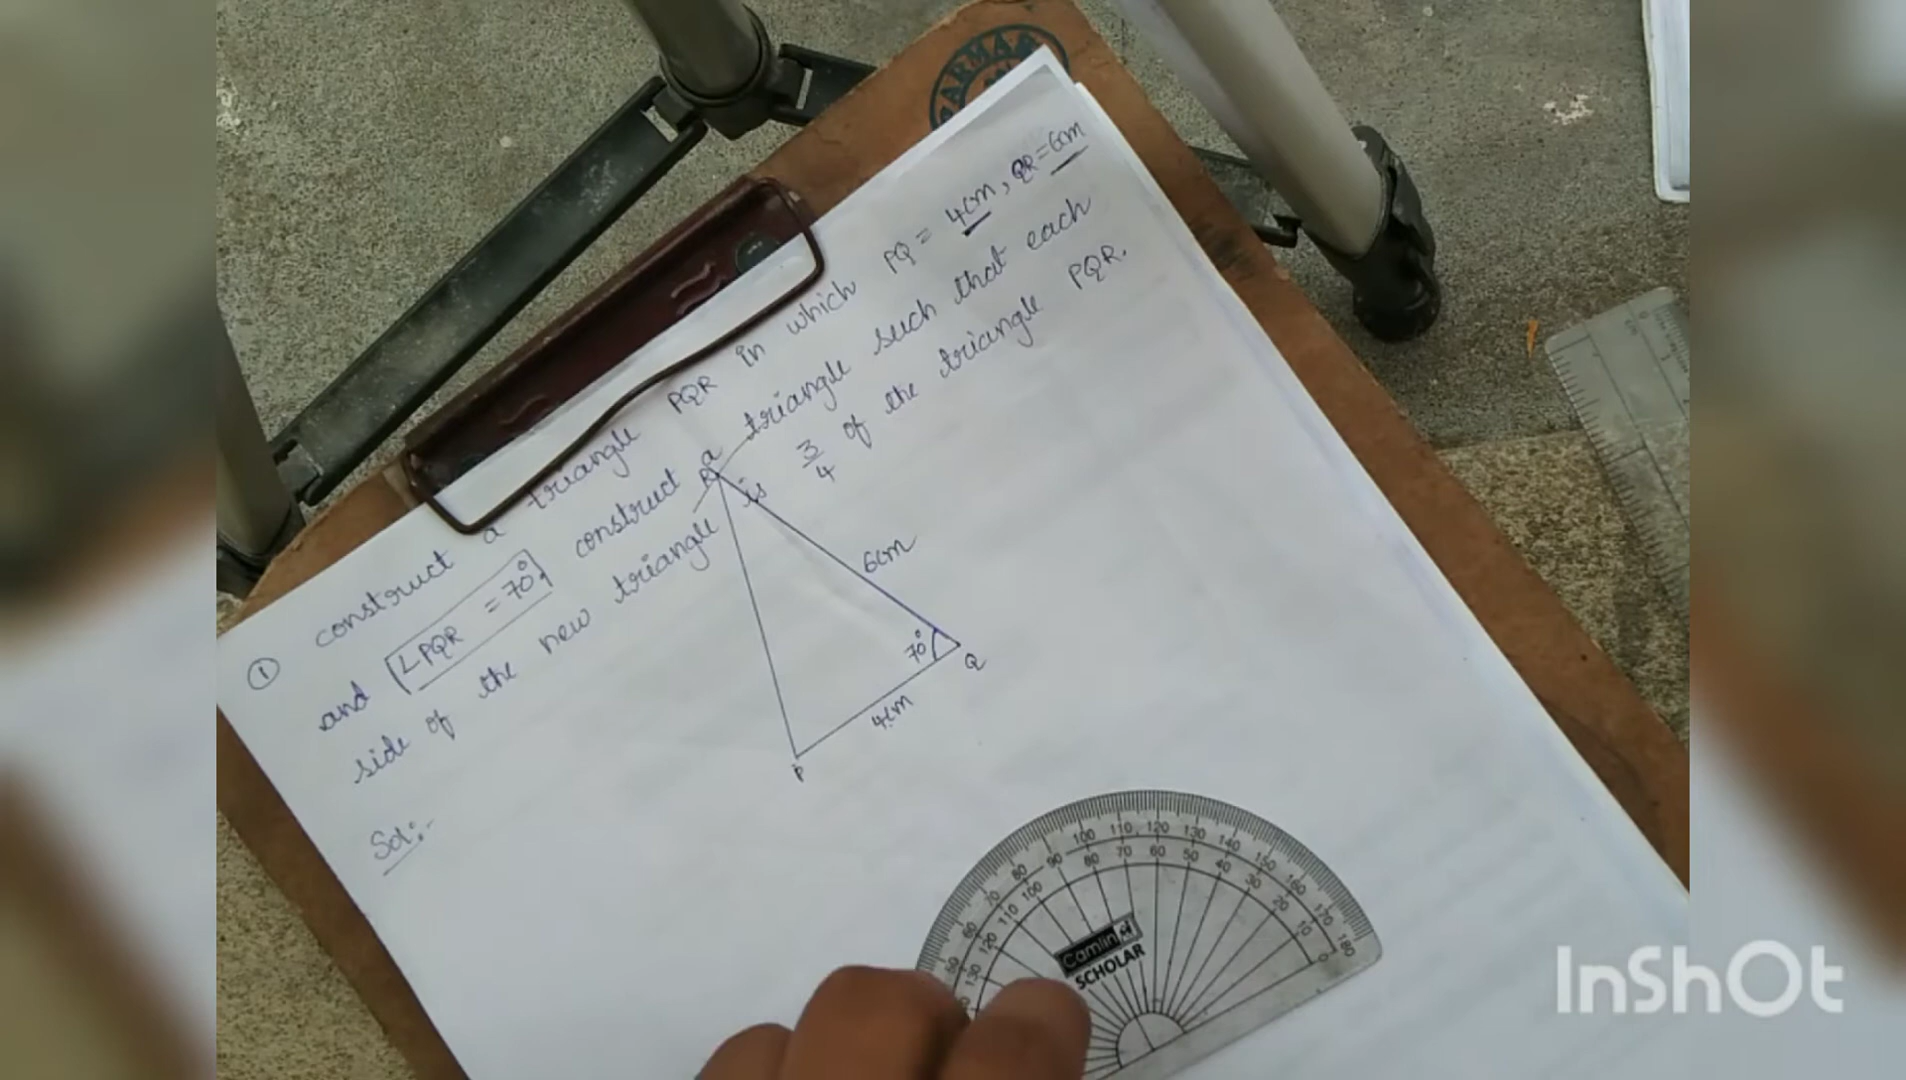 ① construct a triangle PQR in which PQ = 4cm, QR = 6cm
and ∠PQR = 70°. construct a triangle such that each
side of the new triangle is 3/4 of the triangle PQR.
Sol:-
R
6cm
70°
Q
4cm
P
Camlin
SCHOLAR
InShOt